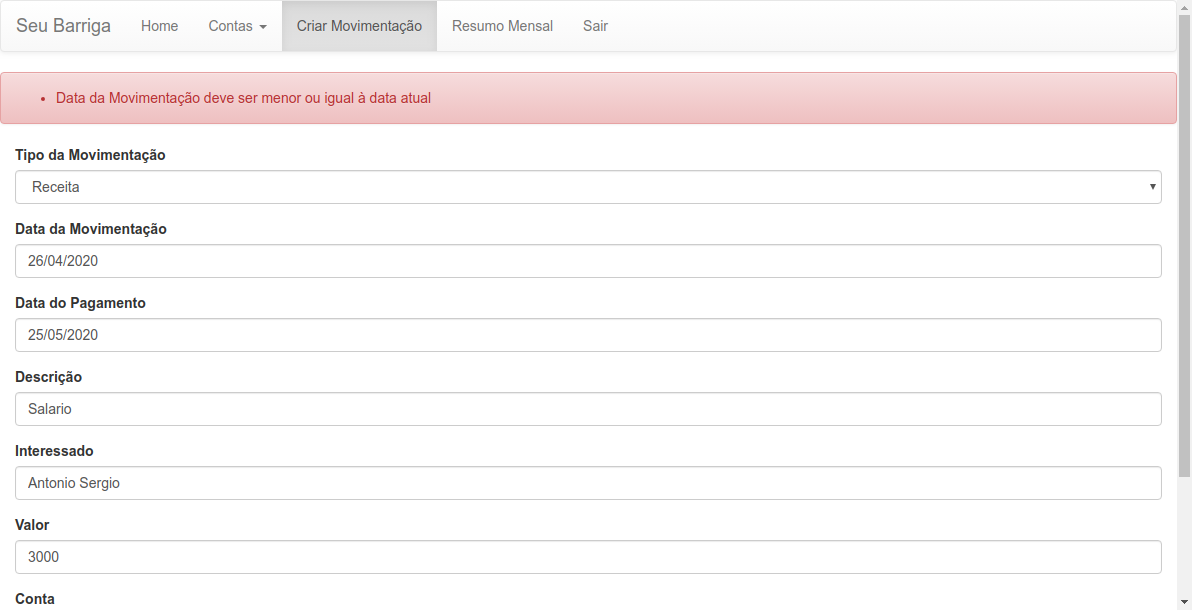 Seu Barriga Home Contas Criar Movimentação Resumo Mensal Sair
Data da Movimentação deve ser menor ou igual à data atual
Tipo da Movimentação
Receita
Data da Movimentação
26/04/2020
Data do Pagamento
25/05/2020
Descrição
Salario
Interessado
Antonio Sergio
Valor
3000
Conta